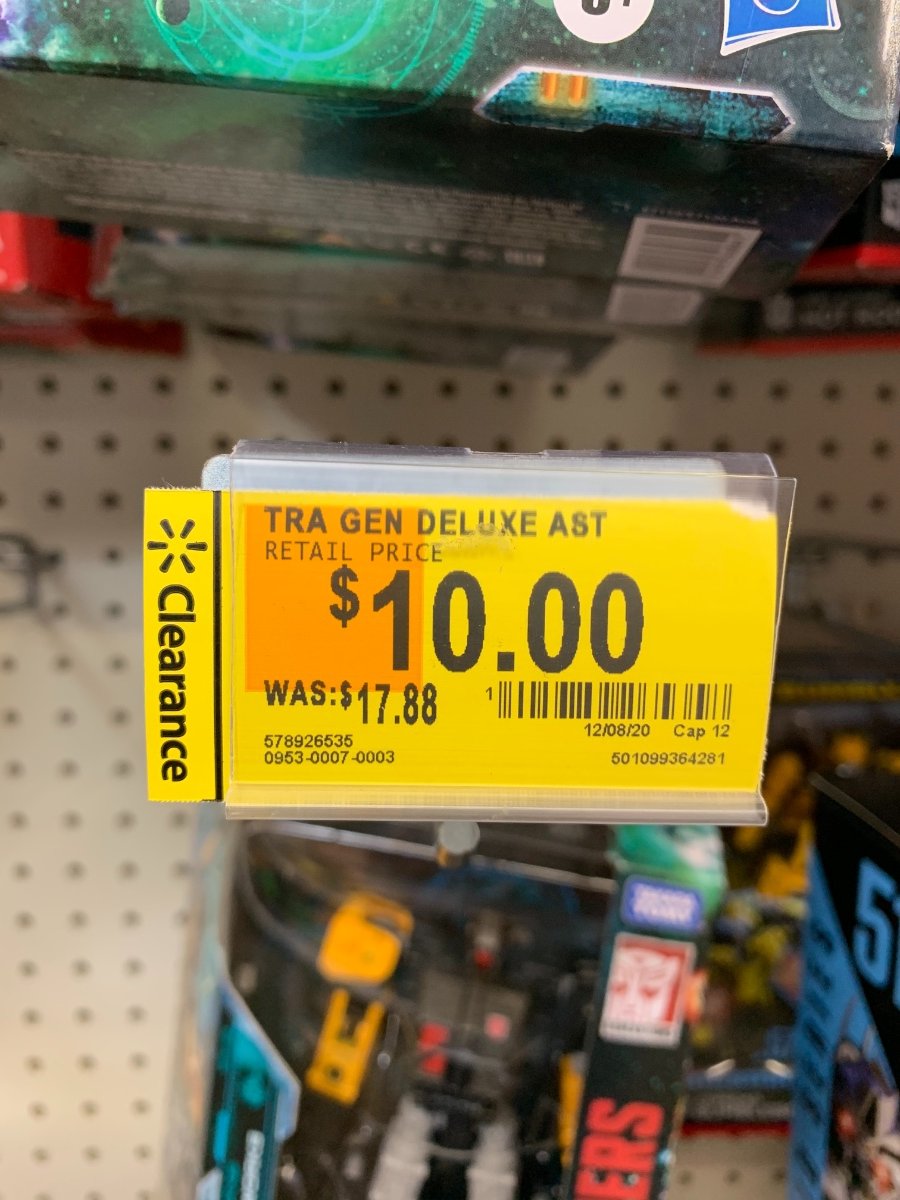 Clearance
TRA GEN DELUXE AST
RETAIL PRICE
$10.00
WAS:$17.88
1
12/08/20 Cap 12
578926535
0953-0007-0003
501099364281
ERS